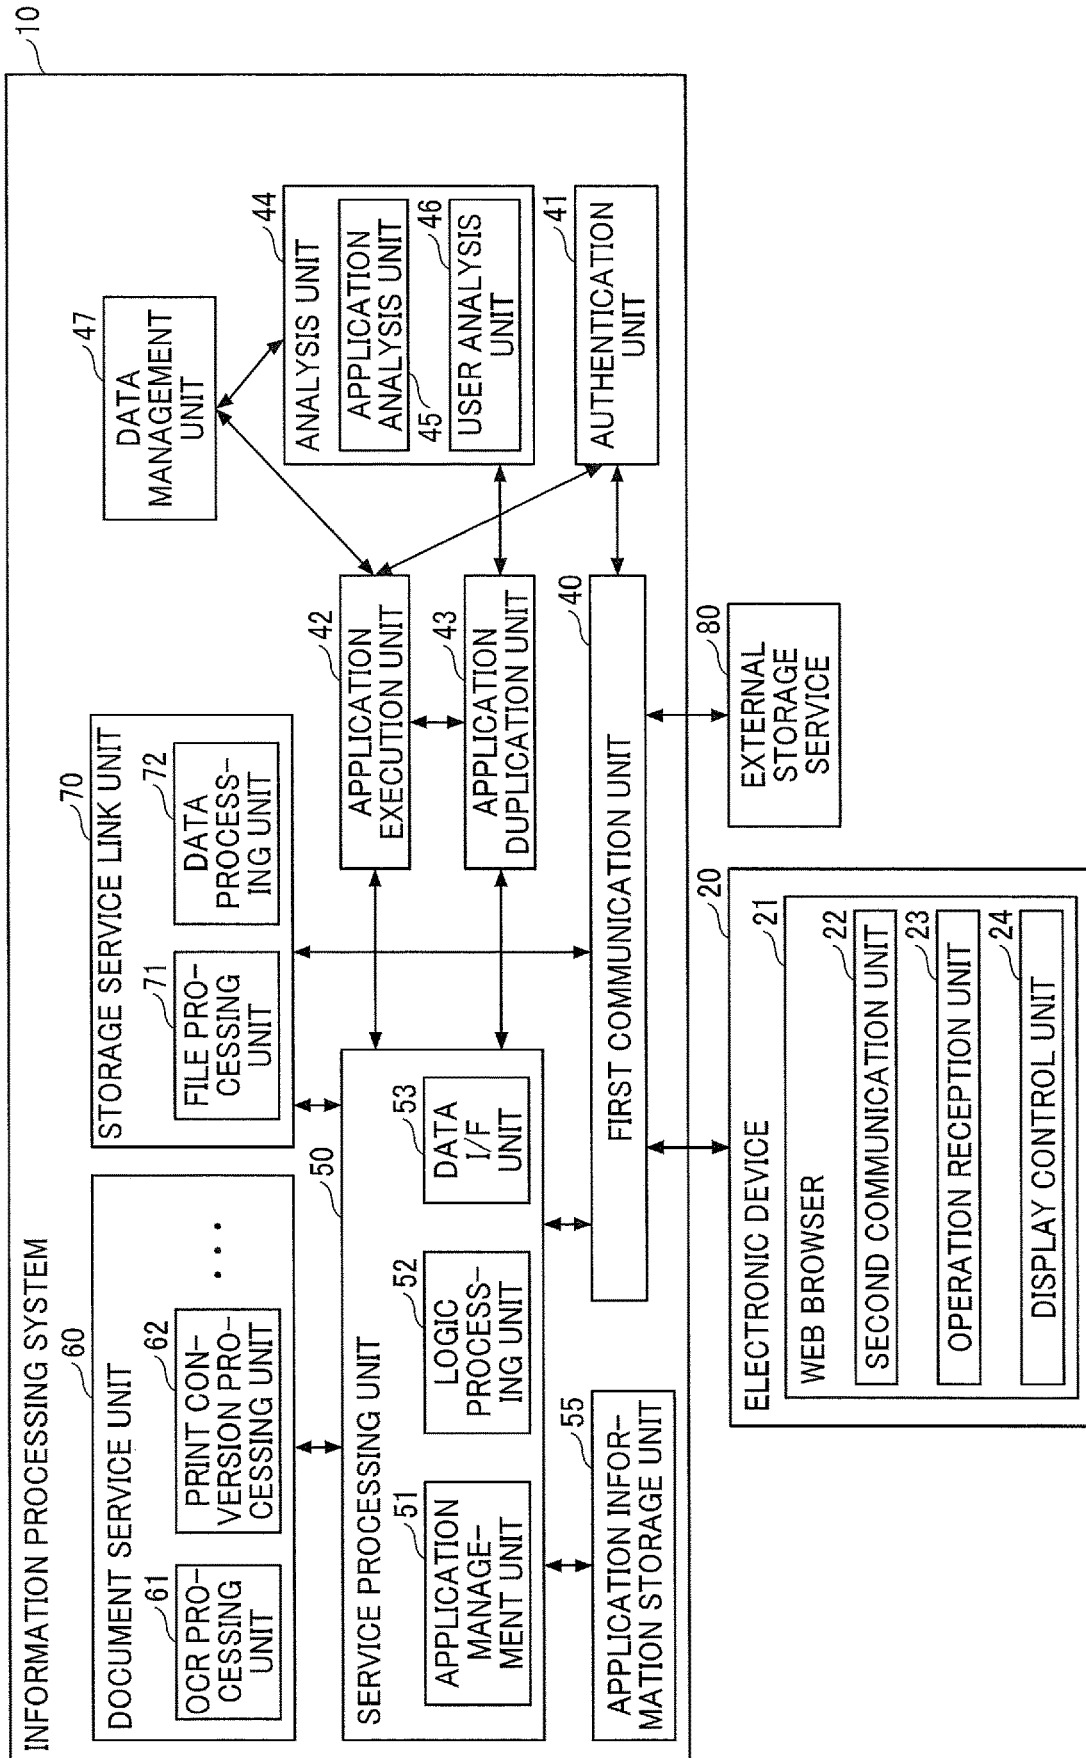 10
INFORMATION PROCESSING SYSTEM
60
DOCUMENT SERVICE UNIT
61
OCR PRO-
CESSING
UNIT
62
PRINT CON-
VERSION PRO-
CESSING UNIT
...
70
STORAGE SERVICE LINK UNIT
71
FILE PRO-
CESSING
UNIT
72
DATA
PROCESS-
ING UNIT
47
DATA
MANAGEMENT
UNIT
50
SERVICE PROCESSING UNIT
51
APPLICATION
MANAGE-
MENT UNIT
52
LOGIC
PROCESS-
ING UNIT
53
DATA
I/F
UNIT
42
APPLICATION
EXECUTION UNIT
43
APPLICATION
DUPLICATION UNIT
44
ANALYSIS UNIT
APPLICATION
ANALYSIS UNIT
45
46
USER ANALYSIS
UNIT
55
APPLICATION INFOR-
MATION STORAGE UNIT
40
FIRST COMMUNICATION UNIT
41
AUTHENTICATION
UNIT
20
ELECTRONIC DEVICE
21
WEB BROWSER
22
SECOND COMMUNICATION UNIT
23
OPERATION RECEPTION UNIT
24
DISPLAY CONTROL UNIT
80
EXTERNAL
STORAGE
SERVICE